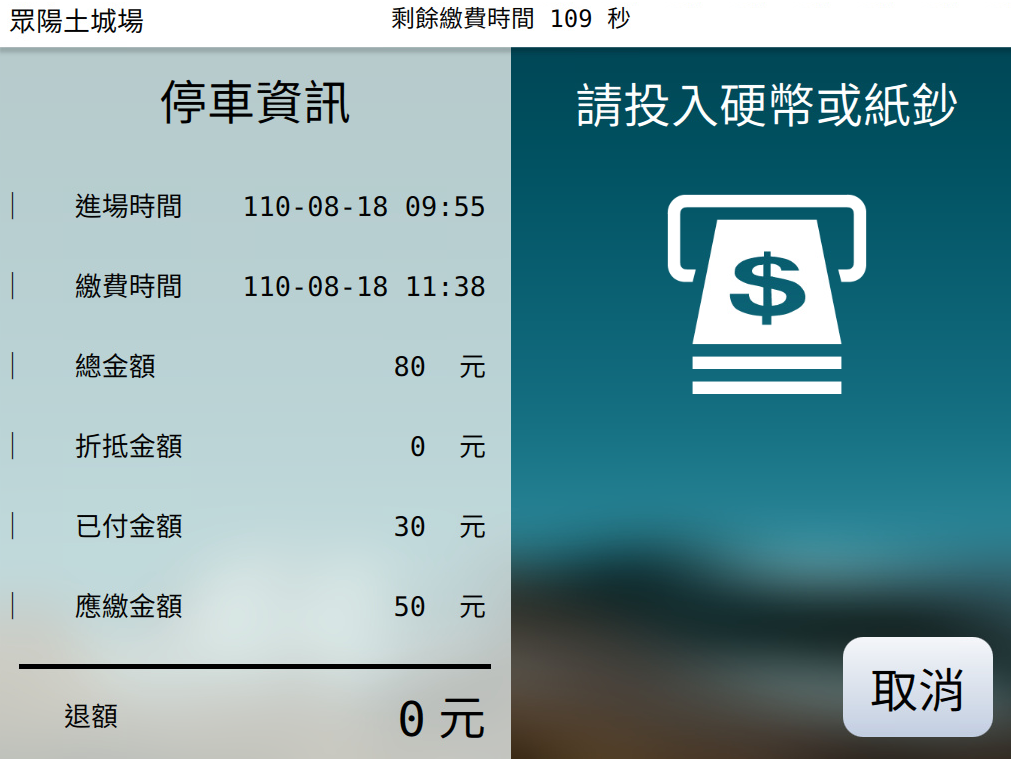 眾陽土城場
剩餘繳費時間 109 秒
停車資訊
進場時間 110-08-18 09:55
繳費時間 110-08-18 11:38
總金額 80 元
折抵金額 0 元
已付金額 30 元
應繳金額 50 元
退額 0 元
請投入硬幣或紙鈔
$
取消